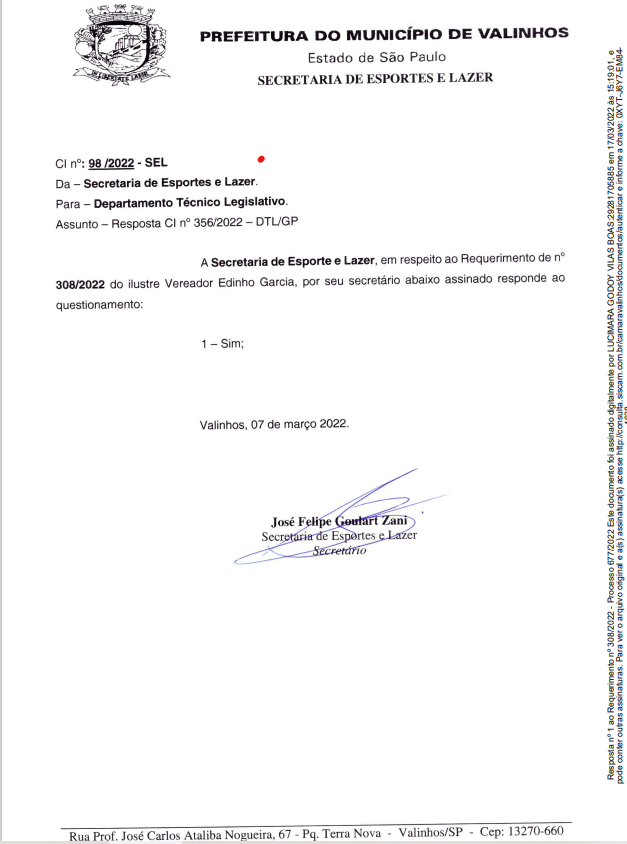 PREFEITURA DO MUNICÍPIO DE VALINHOS
Estado de São Paulo
SECRETARIA DE ESPORTES E LAZER
CI nº: 98 /2022 - SEL
Da – Secretaria de Esportes e Lazer.
Para – Departamento Técnico Legislativo.
Assunto – Resposta CI nº 356/2022 – DTL/GP
A Secretaria de Esporte e Lazer, em respeito ao Requerimento de nº
308/2022 do ilustre Vereador Edinho Garcia, por seu secretário abaixo assinado responde ao
questionamento:
1 – Sim;
Valinhos, 07 de março 2022.
José Felipe Goulart Zani
Secretaria de Esportes e Lazer
Secretário
Rua Prof. José Carlos Ataliba Nogueira, 67 - Pq. Terra Nova - Valinhos/SP - Cep: 13270-660
Resposta nº 1 ao Requerimento nº 308/2022 - Processo 677/2022 Este documento foi assinado digitalmente por LUCIMARA GODOY VILAS BOAS:29281705885 em 17/03/2022 às 15:19:01, e
pode conter outras assinaturas. Para ver o arquivo original e a(s) assinatura(s) acesse http://consulta.siscam.com.br/camaravalinhos/documentos/autenticar e informe a chave: 0XYT-J6Y7-EM84-